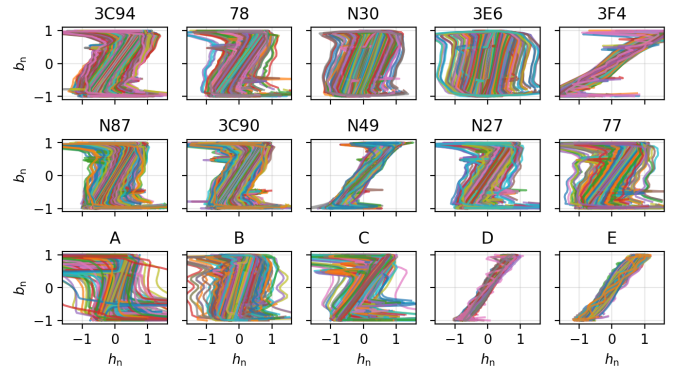 3C94 78 N30 3E6 3F4
bn 1 0 −1
N87 3C90 N49 N27 77
bn 1 0 −1
A B C D E
bn 1 0 −1
−1 0 1 −1 0 1 −1 0 1 −1 0 1 −1 0 1
hn hn hn hn hn